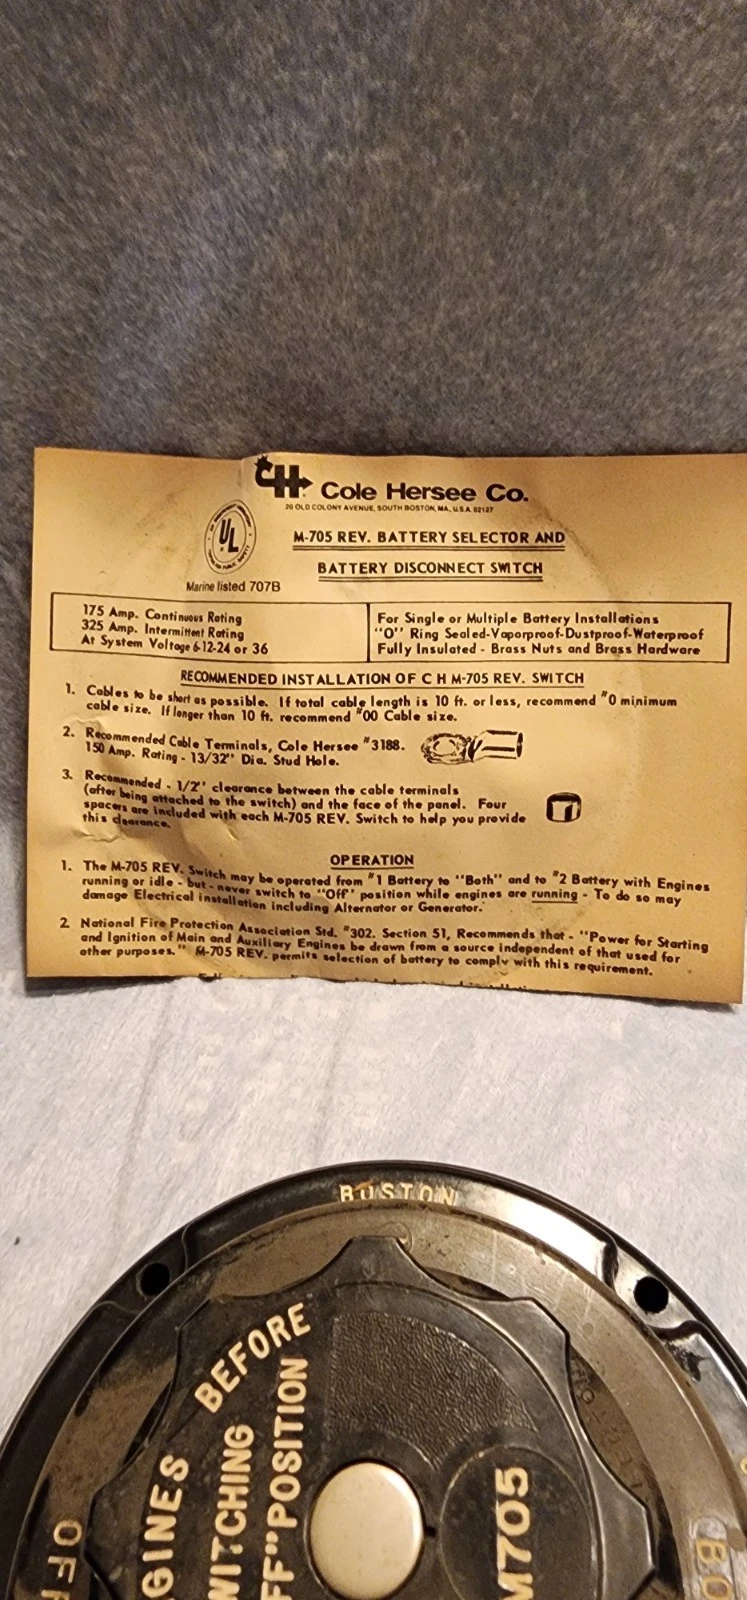 CH Cole Hersee Co.
20 OLD COLONY AVENUE, SOUTH BOSTON, MA., U.S.A. 02127
UL
Marine listed 707B
M-705 REV. BATTERY SELECTOR AND
BATTERY DISCONNECT SWITCH
175 Amp. Continuous Rating
325 Amp. Intermittent Rating
At System Voltage 6-12-24 or 36
For Single or Multiple Battery Installations
"O" Ring Sealed-Vaporproof-Dustproof-Waterproof
Fully Insulated - Brass Nuts and Brass Hardware
RECOMMENDED INSTALLATION OF C H M-705 REV. SWITCH
1. Cables to be short as possible. If total cable length is 10 ft. or less, recommend #0 minimum
cable size. If longer than 10 ft. recommend #00 Cable size.
2. Recommended Cable Terminals, Cole Hersee #3188.
150 Amp. Rating - 13/32" Dia. Stud Hole.
3. Recommended - 1/2" clearance between the cable terminals
(after being attached to the switch) and the face of the panel. Four
spacers are included with each M-705 REV. Switch to help you provide
this clearance.
OPERATION
1. The M-705 REV. Switch may be operated from #1 Battery to "Both" and to #2 Battery with Engines
running or idle - but - never switch to "Off" position while engines are running - To do so may
damage Electrical installation including Alternator or Generator.
2. National Fire Protection Association Std. #302. Section 51, Recommends that - "Power for Starting
and Ignition of Main and Auxiliary Engines be drawn from a source independent of that used for
other purposes." M-705 REV. permits selection of battery to comply with this requirement.
BOSTON
BEFORE
GINES
WITCHING
FF" POSITION
M705
OFF
BO